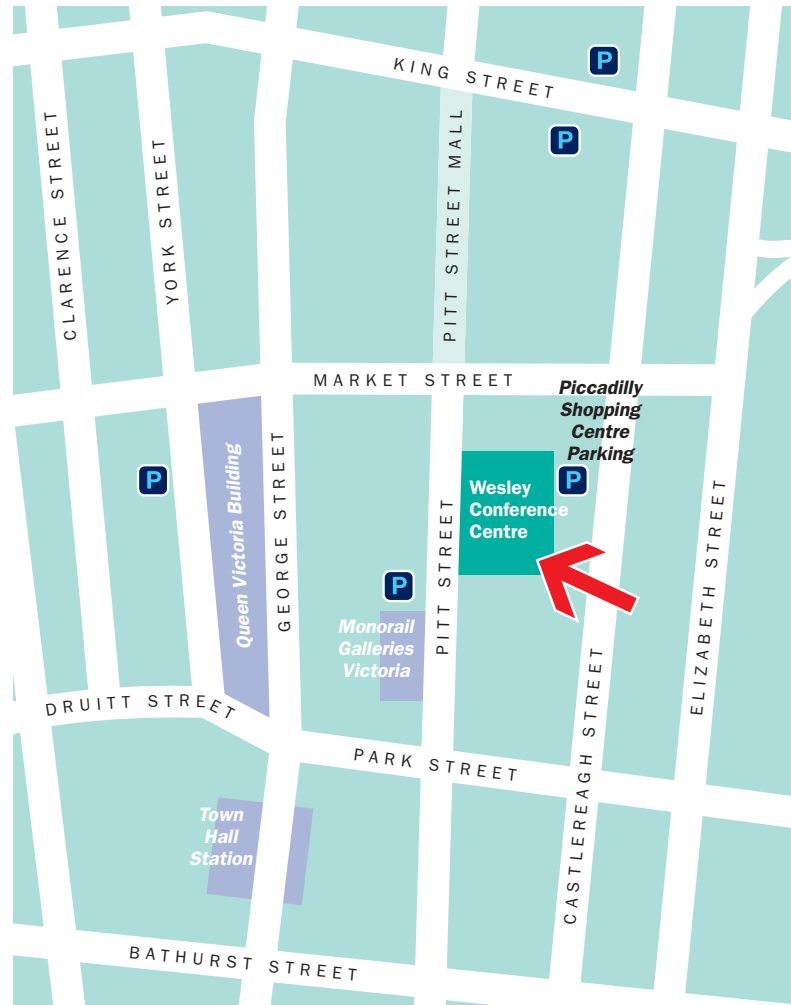 P
KING STREET
P
CLARENCE STREET
YORK STREET
PITT STREET MALL
MARKET STREET
Piccadilly
Shopping
Centre
Parking
P
P
Wesley
Conference
Centre
Queen Victoria Building
GEORGE STREET
PITT STREET
ELIZABETH STREET
P
Monorail
Galleries
Victoria
CASTLEREAGH STREET
DRUITT STREET
PARK STREET
Town
Hall
Station
BATHURST STREET